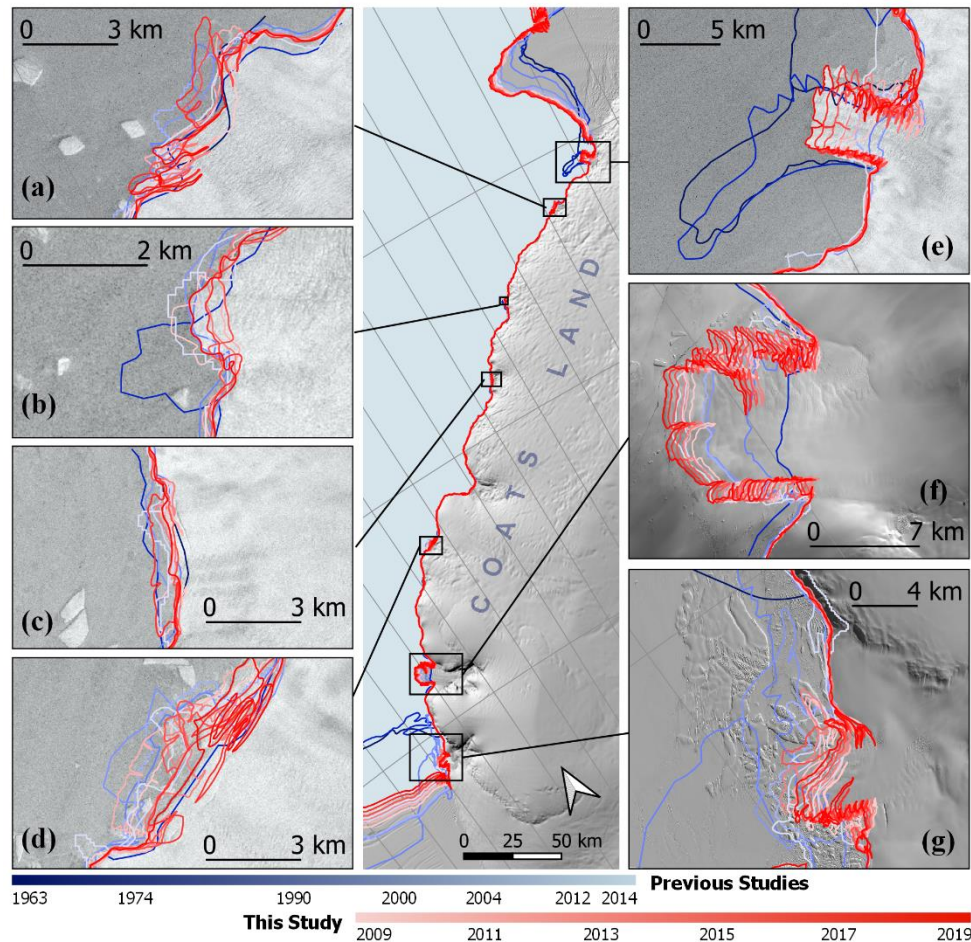 0 3 km
(a)
0 2 km
(b)
(c)
0 3 km
(d)
0 3 km
COATS LAND
0 25 50 km
0 5 km
(e)
(f)
0 7 km
0 4 km
(g)
Previous Studies
1963 1974 1990 2000 2004 2012 2014
This Study
2009 2011 2013 2015 2017 2019